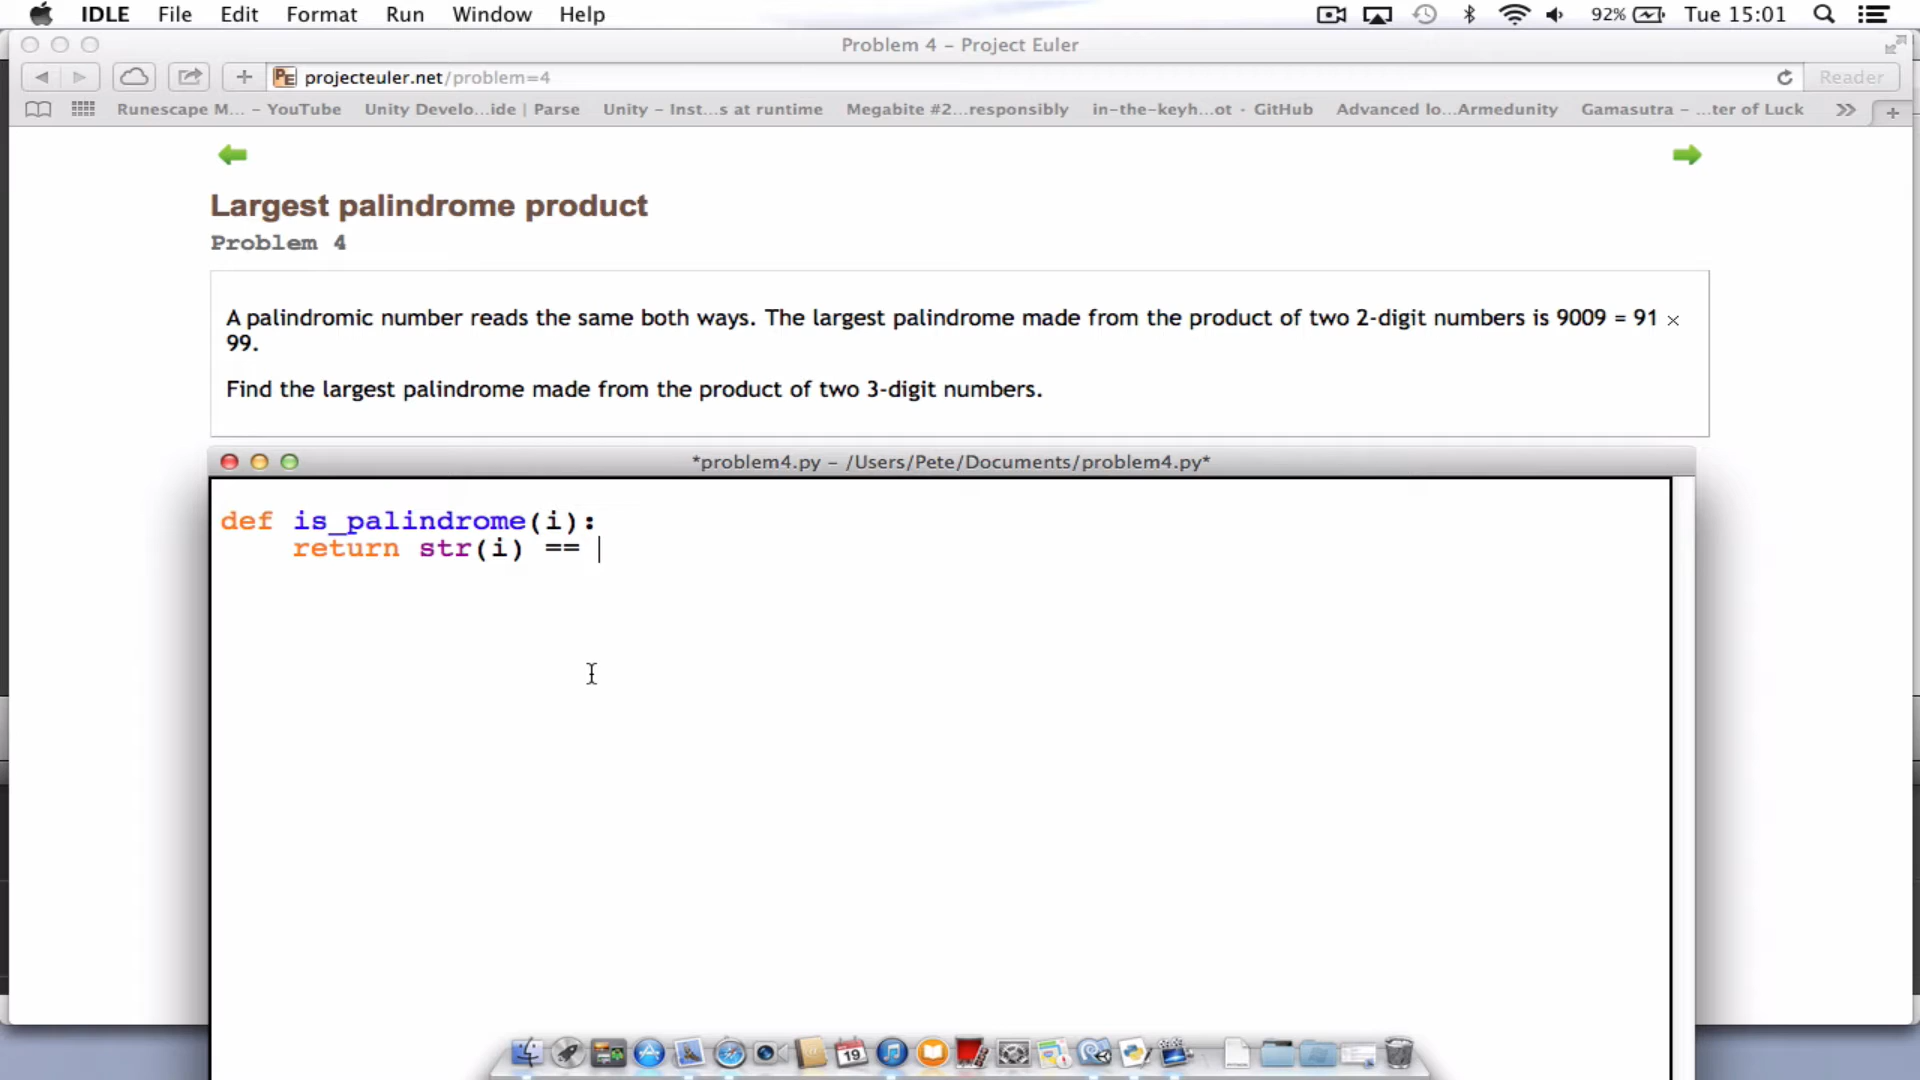 IDLE File Edit Format Run Window Help 92% Tue 15:01
Problem 4 – Project Euler
projecteuler.net/problem=4 Reader
Runescape M... – YouTube Unity Develo...ide | Parse Unity – Inst...s at runtime Megabite #2...responsibly in-the-keyh...ot · GitHub Advanced lo...Armedunity Gamasutra – ...ter of Luck
Largest palindrome product
Problem 4
A palindromic number reads the same both ways. The largest palindrome made from the product of two 2-digit numbers is 9009 = 91 ×
99.
Find the largest palindrome made from the product of two 3-digit numbers.
*problem4.py – /Users/Pete/Documents/problem4.py*
def is_palindrome(i):
return str(i) ==
19